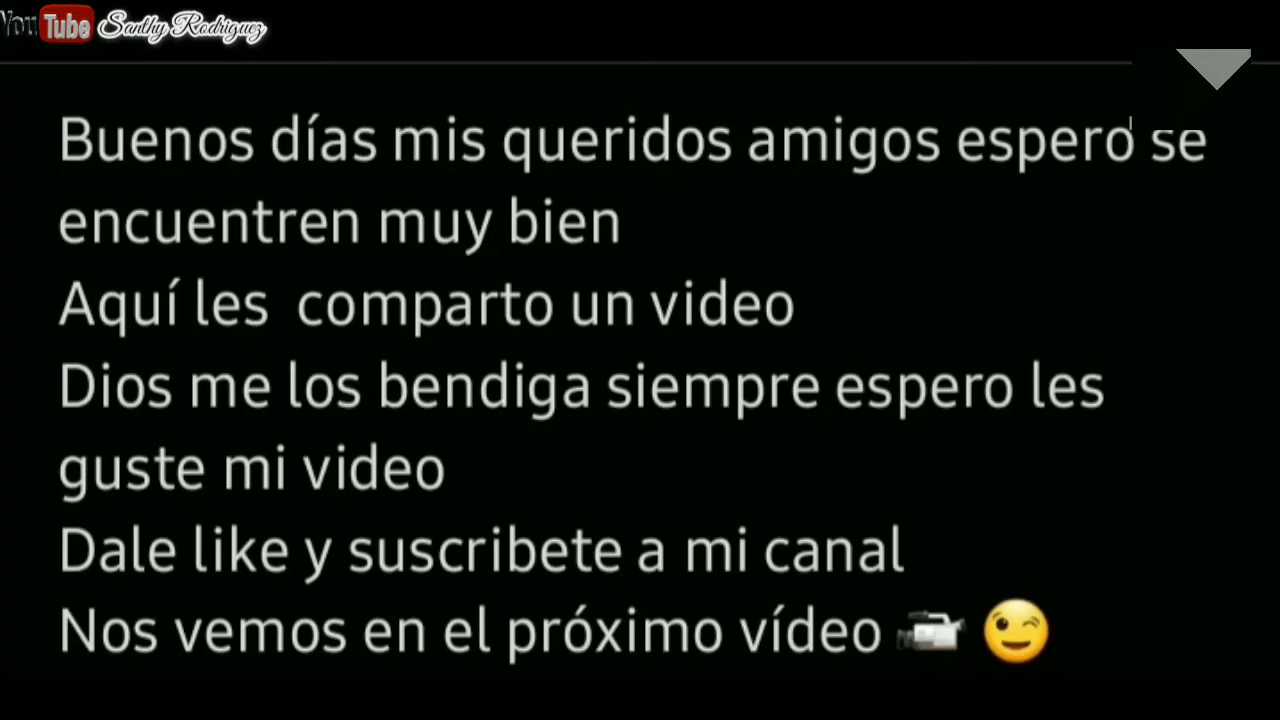 YouTube Santhy Rodriguez
Buenos días mis queridos amigos espero se
encuentren muy bien
Aquí les comparto un video
Dios me los bendiga siempre espero les
guste mi video
Dale like y suscribete a mi canal
Nos vemos en el próximo vídeo